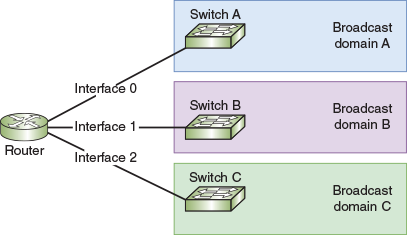 Switch A
Broadcast
domain A
Interface 0
Switch B
Broadcast
domain B
Interface 1
Router
Interface 2
Switch C
Broadcast
domain C